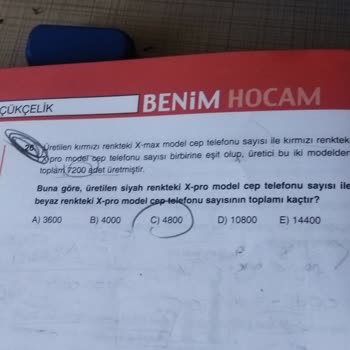 ÇÜKÇELİK
BENiM HOCAM
26. Üretilen kırmızı renkteki X-max model cep telefonu sayısı ile kırmızı renkteki
X-pro model cep telefonu sayısı birbirine eşit olup, üretici bu iki modelden
toplam 7200 adet üretmiştir.
Buna göre, üretilen siyah renkteki X-pro model cep telefonu sayısı ile
beyaz renkteki X-pro model cep telefonu sayısının toplamı kaçtır?
A) 3600 B) 4000 C) 4800 D) 10800 E) 14400